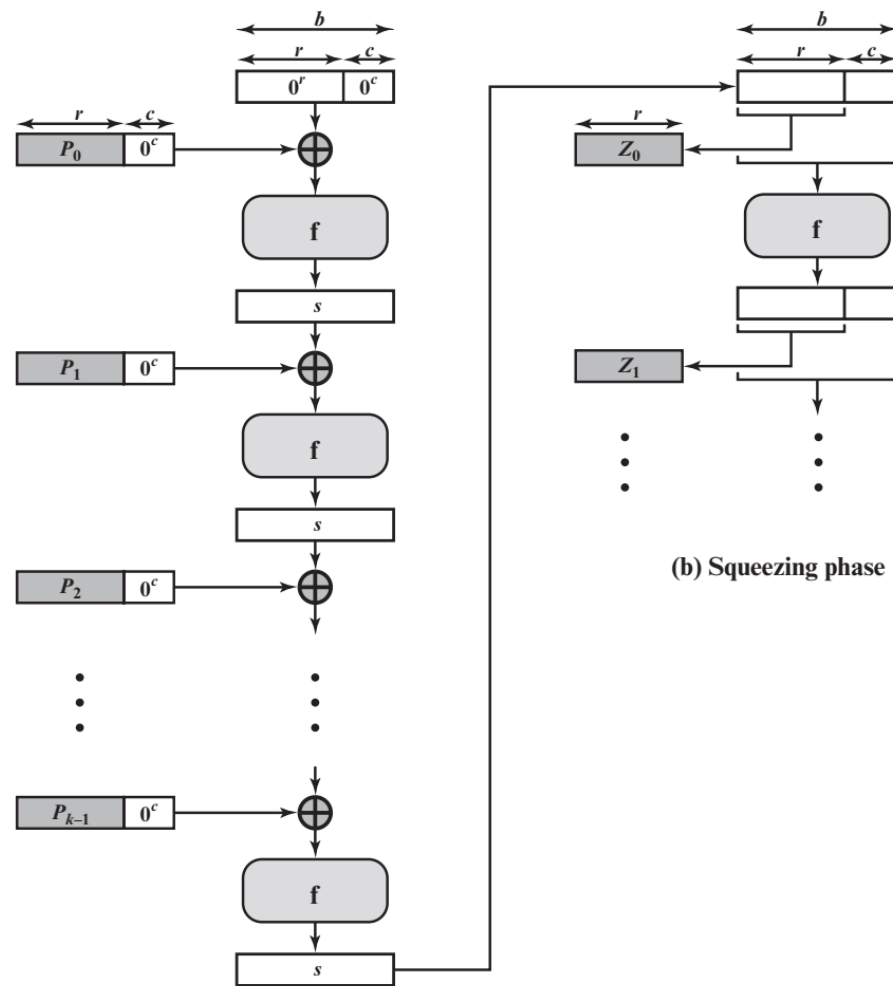 b
r c
0^r 0^c
r c
P_0 0^c
f
s
P_1 0^c
f
s
P_2 0^c
P_{k–1} 0^c
f
s
b
r c
r
Z_0
f
Z_1
(b) Squeezing phase